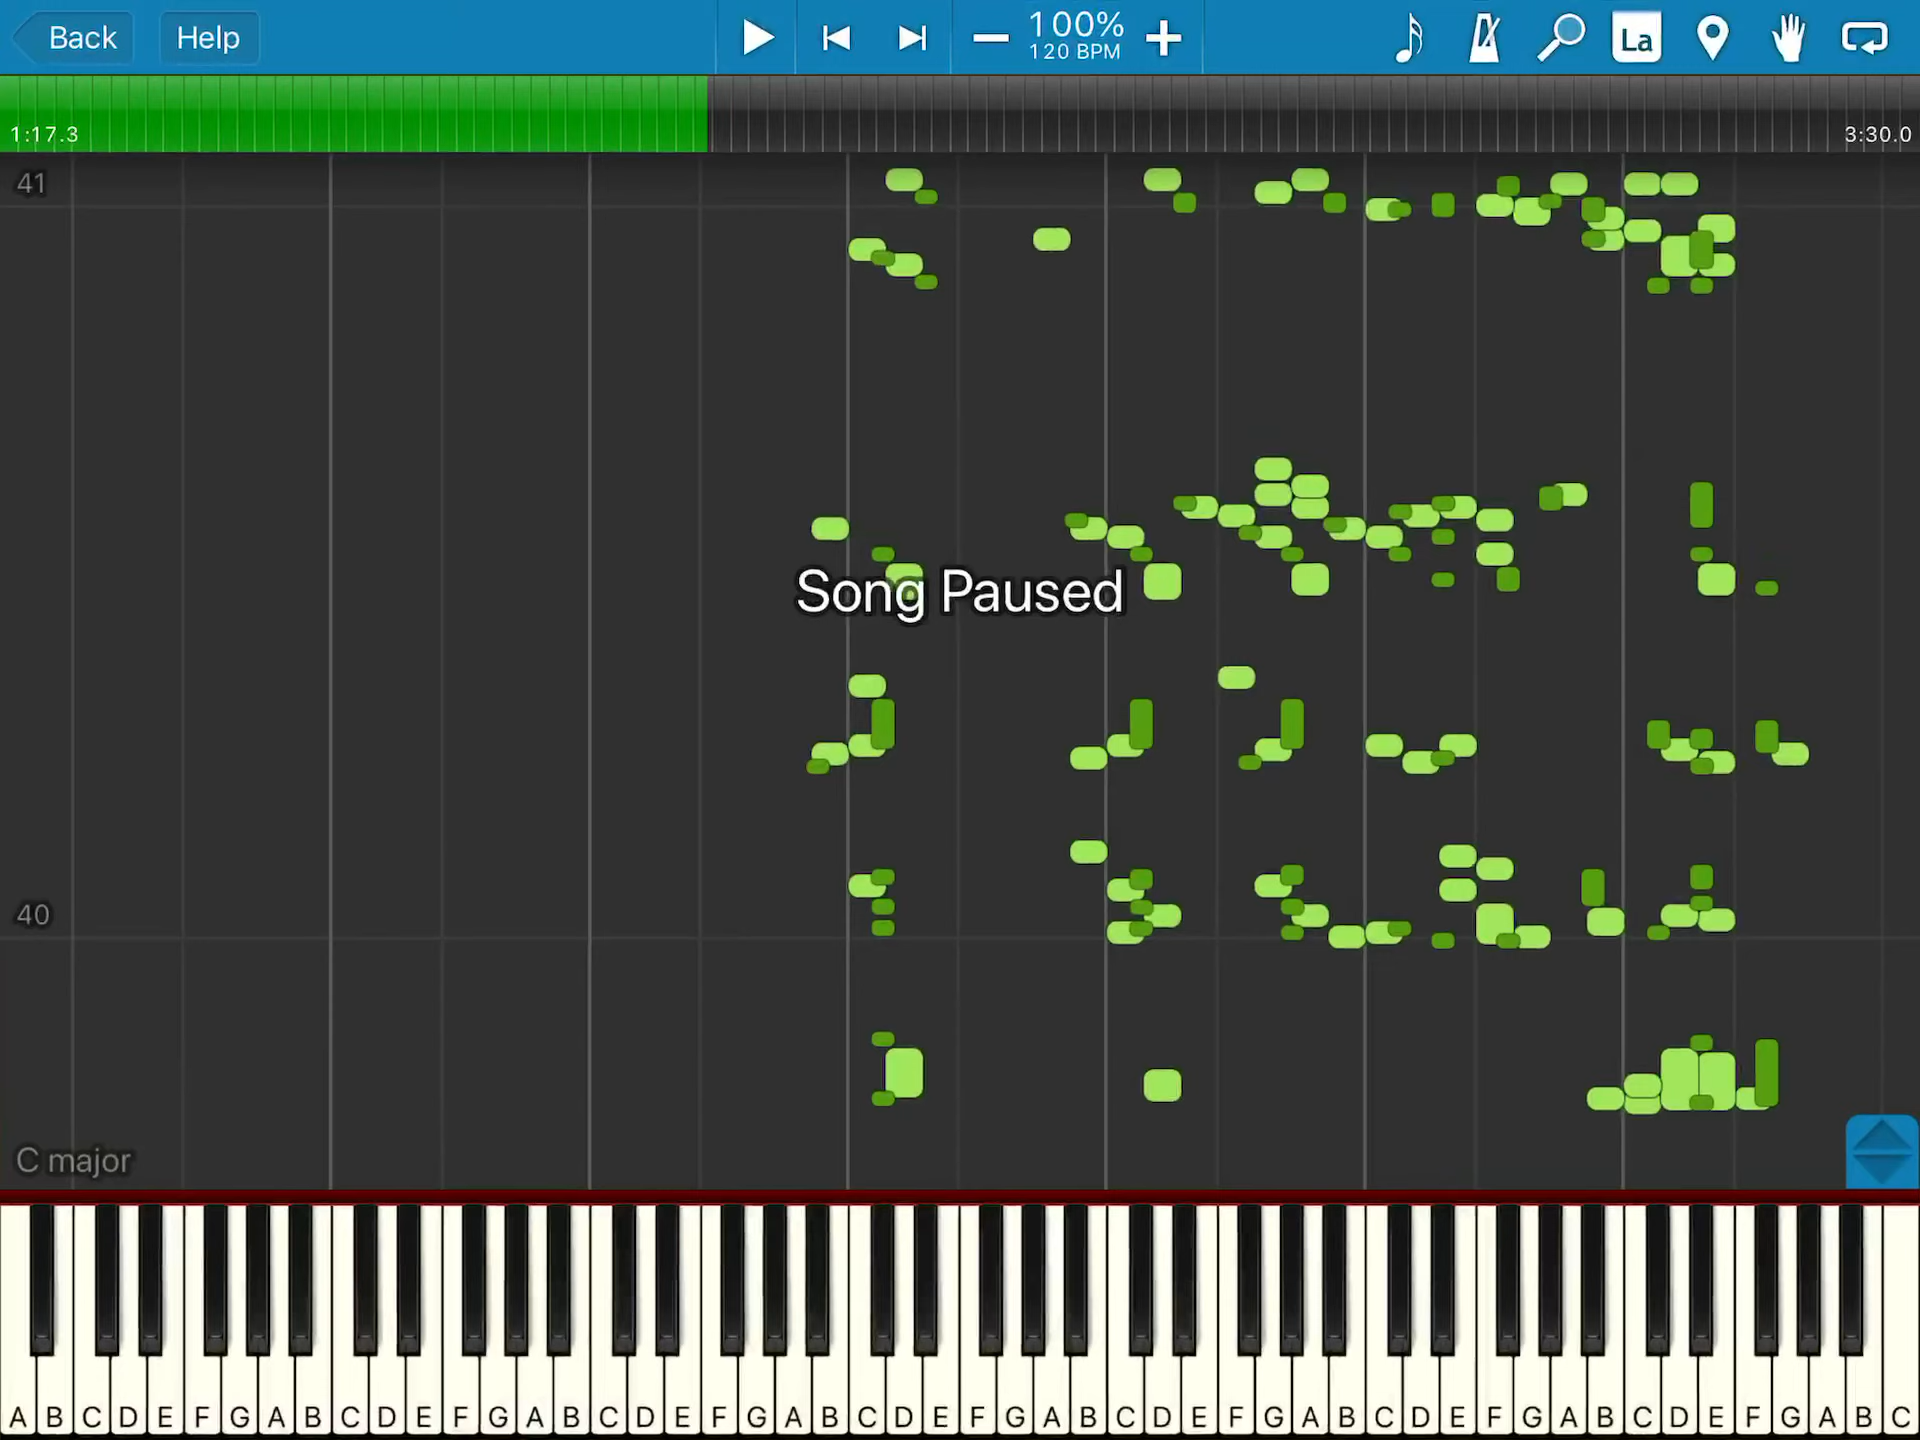 Back Help 100%
120 BPM La
1:17.3 3:30.0
41
Song Paused
40
C major
A B C D E F G A B C D E F G A B C D E F G A B C D E F G A B C D E F G A B C D E F G A B C D E F G A B C